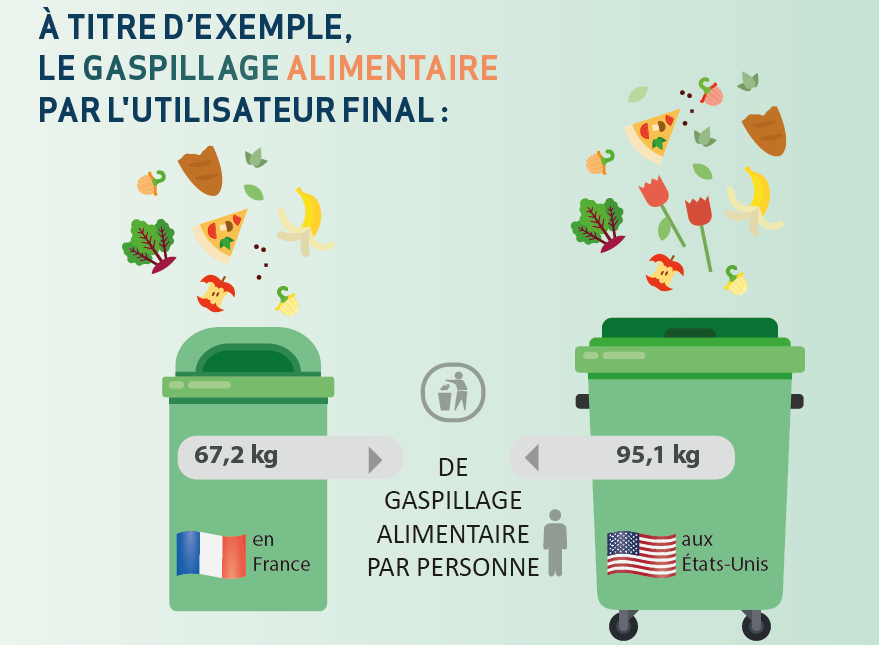 À TITRE D'EXEMPLE,
LE GASPILLAGE ALIMENTAIRE
PAR L'UTILISATEUR FINAL :
67,2 kg
95,1 kg
DE
GASPILLAGE
ALIMENTAIRE
PAR PERSONNE
en
France
aux
États-Unis